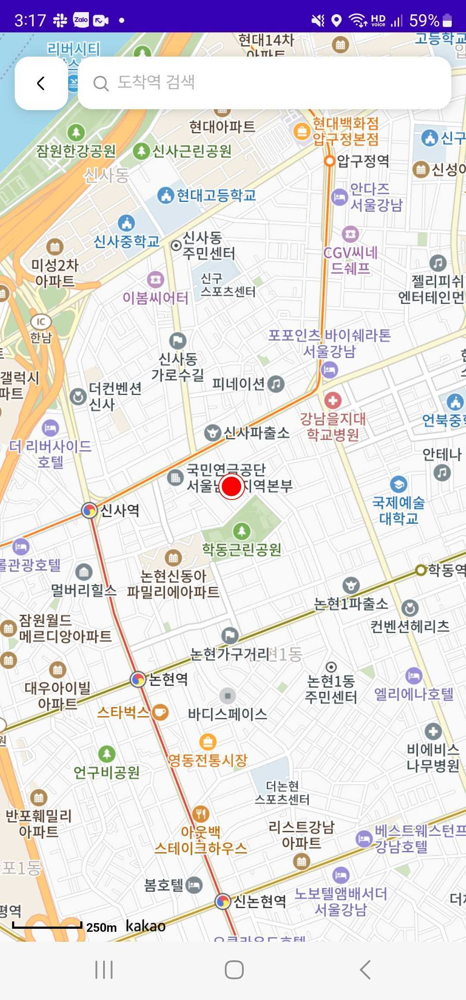 3:17
Zalo
HD voice
59%
리버시티
현대14차
아파트
고등학교
도착역 검색
현대아파트
현대백화점
압구정본점
신구
잠원한강공원
신사근린공원
압구정역
신성아
신사동
안다즈
서울강남
현대고등학교
신사중학교
신사동
주민센터
CGV씨네
드쉐프
미성2차
아파트
신구
스포츠센터
젤리피쉬
엔터테인먼
이봄씨어터
IC
한남
포포인츠 바이쉐라톤
서울강남
신사동
가로수길
갤럭시
파트
피네이션
더컨벤션
신사
강남을지대
학교병원
언북중학
신사파출소
더 리버사이드
호텔
안테나
국민연금공단
서울남
지역본부
국제예술
대학교
신사역
학동근린공원
관광호텔
학동역
멀버리힐스
논현신동아
파밀리에아파트
논현1파출소
잠원월드
메르디앙아파트
컨벤션헤리츠
논현가구거리
현1동
논현역
대우아이빌
아파트
논현1동
주민센터
엘리에나호텔
스타벅스
바디스페이스
원
영동전통시장
비에비스
나무병원
언구비공원
더논현
스포츠센터
반포훼밀리
아파트
아웃백
스테이크하우스
리스트강남
아파트
베스트웨스턴프
강남호텔
포1동
봄호텔
노보텔앰배서더
서울강남
신논현역
평역
250m
kakao
오클라우드호텔